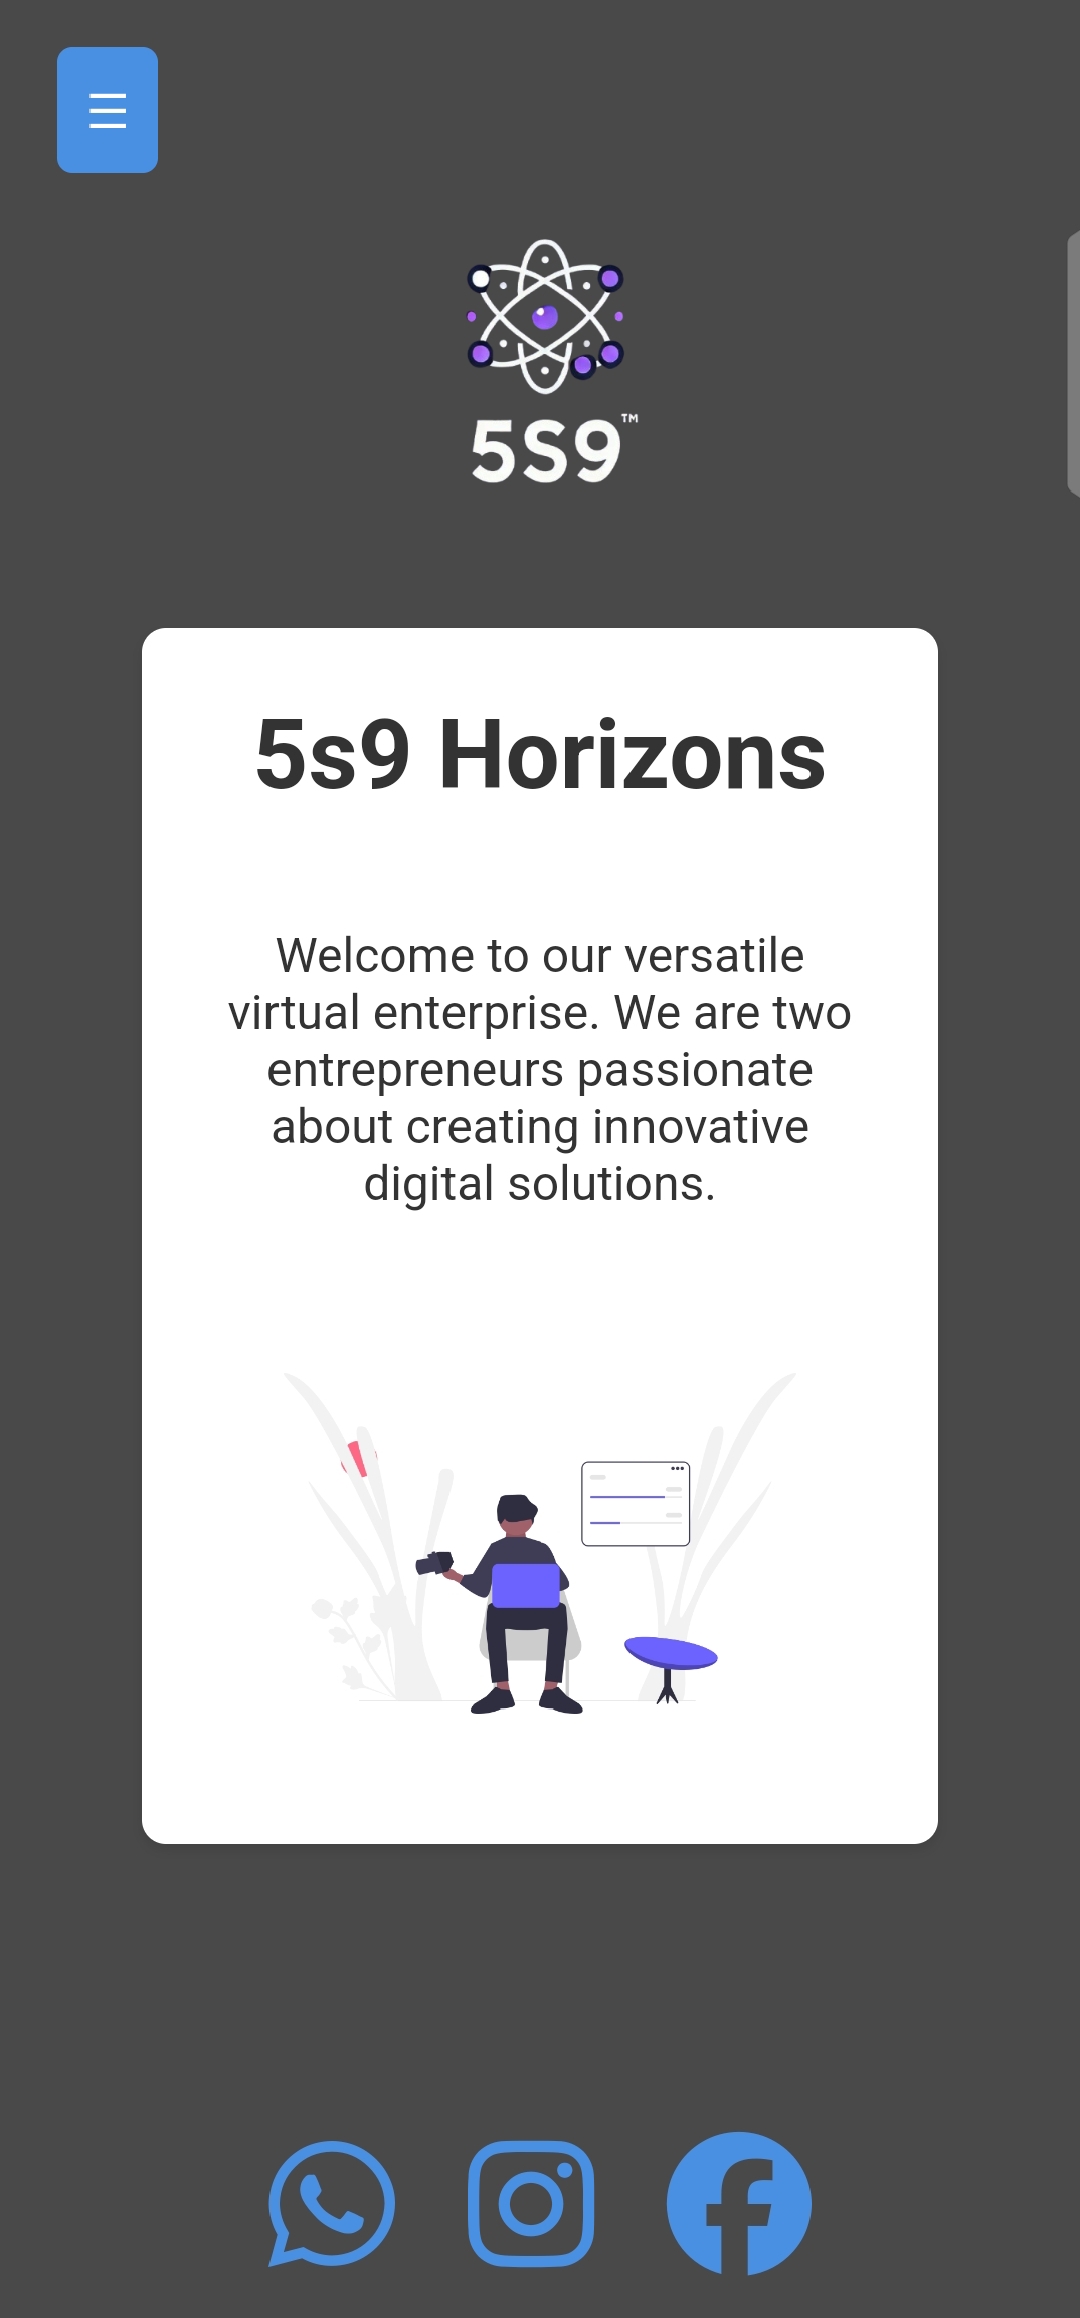 5S9™
5s9 Horizons
Welcome to our versatile
virtual enterprise. We are two
entrepreneurs passionate
about creating innovative
digital solutions.